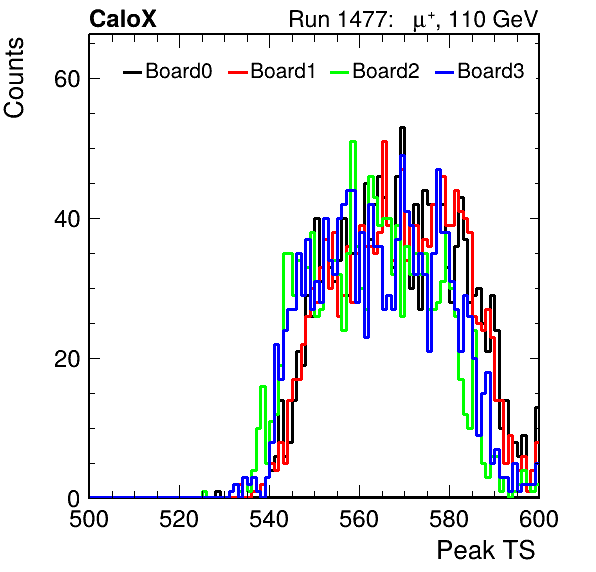 CaloX Run 1477: μ⁺, 110 GeV
Counts
Board0 Board1 Board2 Board3
60
40
20
0
500 520 540 560 580 600
Peak TS